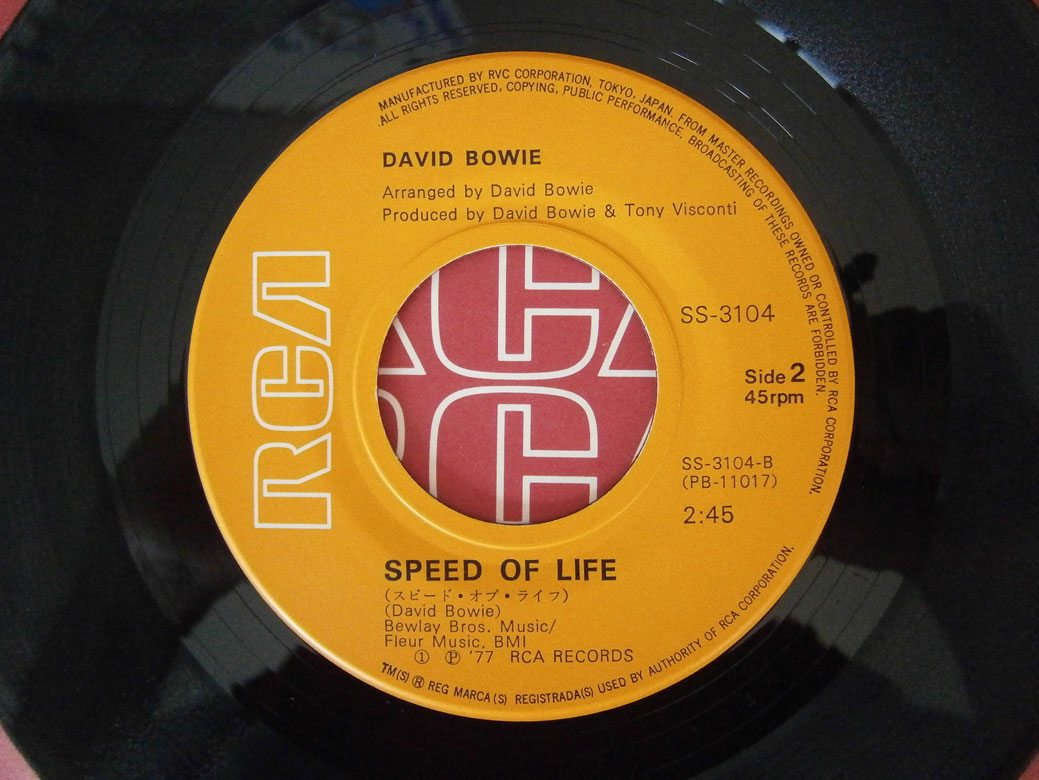 MANUFACTURED BY RVC CORPORATION, TOKYO, JAPAN. FROM MASTER RECORDINGS OWNED OR CONTROLLED BY RCA CORPORATION.
ALL RIGHTS RESERVED, COPYING, PUBLIC PERFORMANCE, BROADCASTING OF THESE RECORDS ARE FORBIDDEN.
DAVID BOWIE
Arranged by David Bowie
Produced by David Bowie & Tony Visconti
RCA
SS-3104
Side 2
45rpm
SS-3104-B
(PB-11017)
2:45
SPEED OF LIFE
(スピード・オブ・ライフ)
(David Bowie)
Bewlay Bros. Music/
Fleur Music, BMI
① Ⓟ '77 RCA RECORDS
TM(S) ® REG MARCA(S) REGISTRADA(S) USED BY AUTHORITY OF RCA CORPORATION.